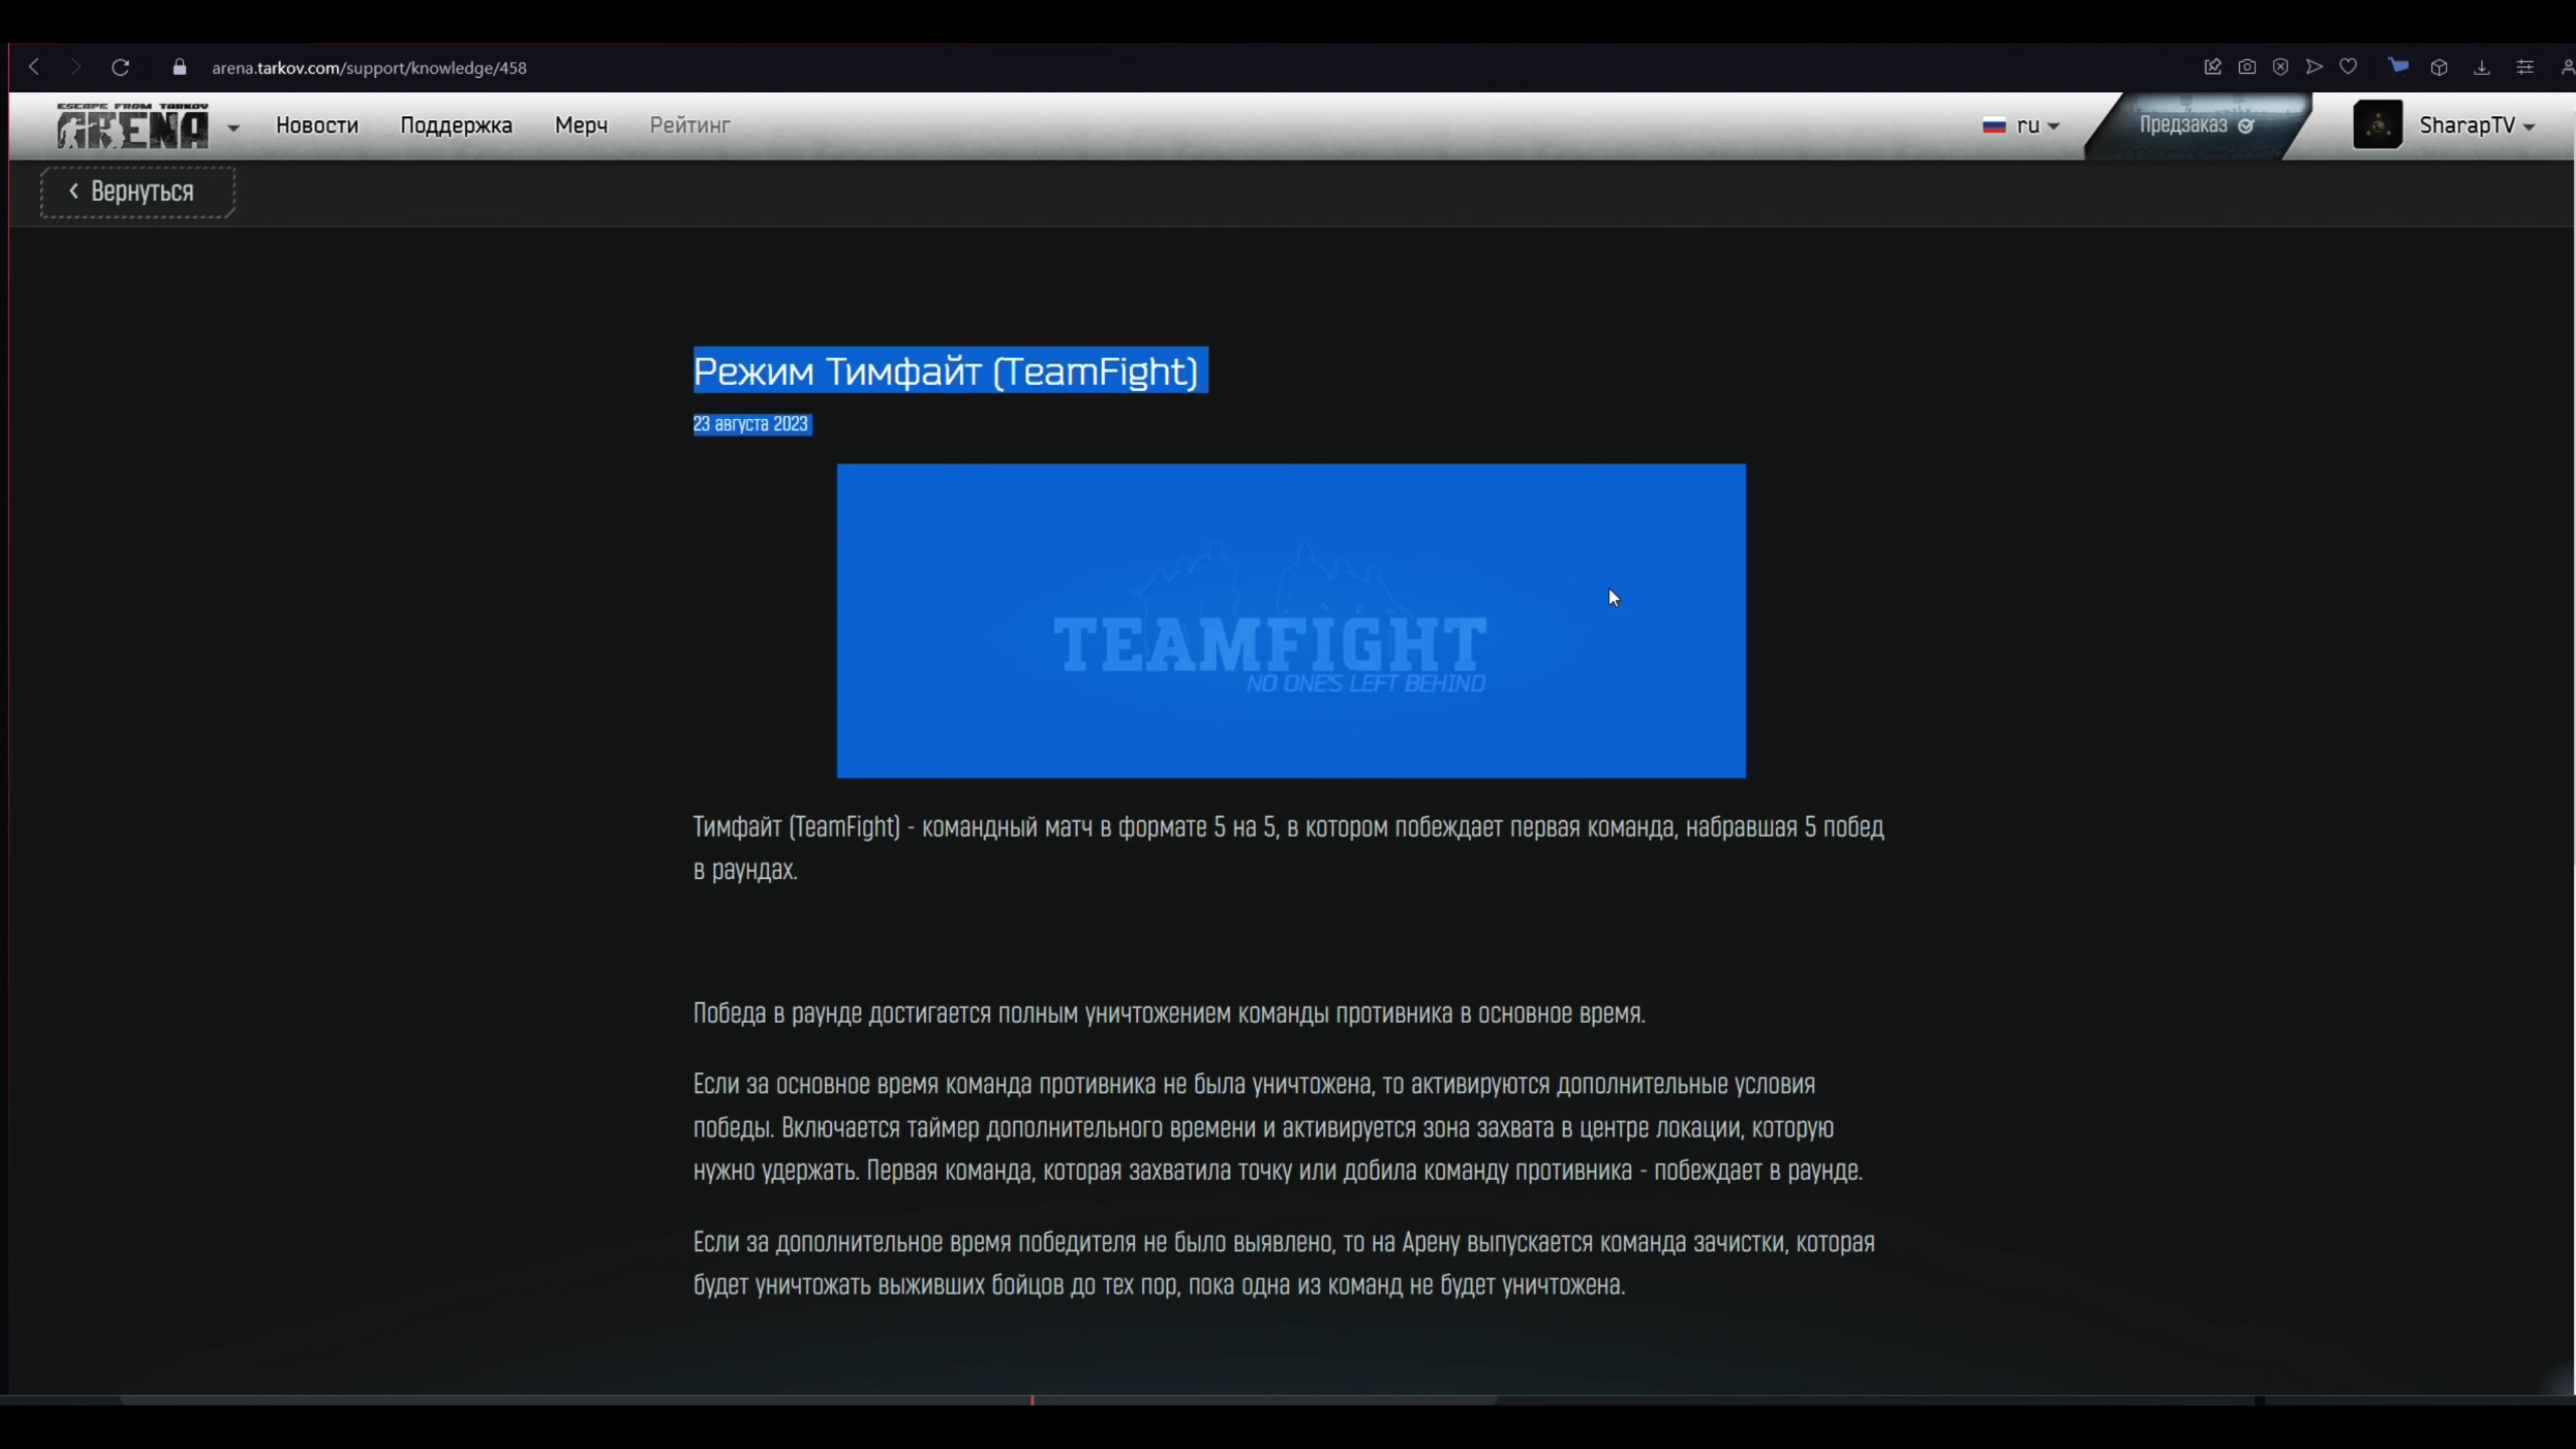 arena.tarkov.com/support/knowledge/458
ESCAPE FROM TARKOV
ARENA
Новости
Поддержка
Мерч
Рейтинг
ru
Предзаказ
SharapTV
Вернуться
Режим Тимфайт (TeamFight)
23 августа 2023
TEAMFIGHT
NO ONE'S LEFT BEHIND
Тимфайт (TeamFight) - командный матч в формате 5 на 5, в котором побеждает первая команда, набравшая 5 побед
в раундах.
Победа в раунде достигается полным уничтожением команды противника в основное время.
Если за основное время команда противника не была уничтожена, то активируются дополнительные условия
победы. Включается таймер дополнительного времени и активируется зона захвата в центре локации, которую
нужно удержать. Первая команда, которая захватила точку или добила команду противника - побеждает в раунде.
Если за дополнительное время победителя не было выявлено, то на Арену выпускается команда зачистки, которая
будет уничтожать выживших бойцов до тех пор, пока одна из команд не будет уничтожена.